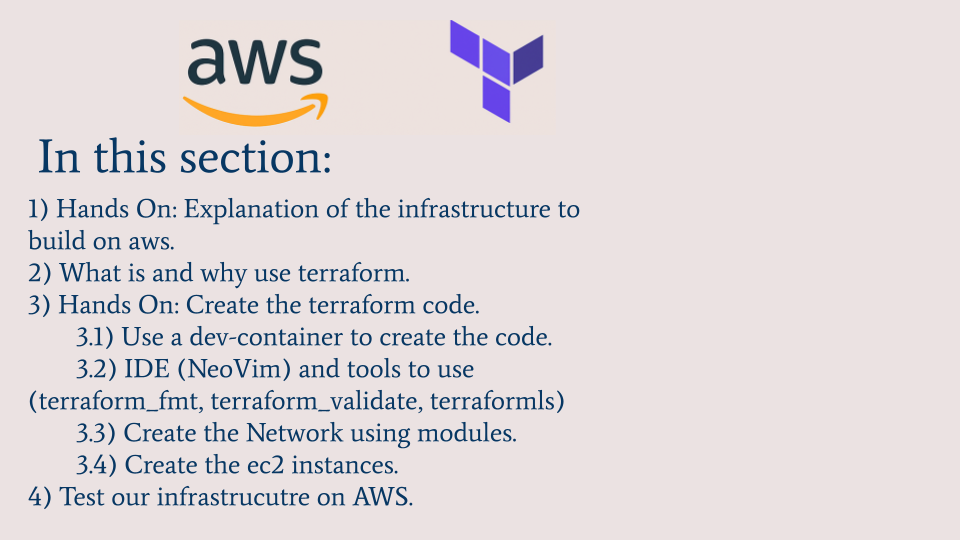 aws
In this section:
1) Hands On: Explanation of the infrastructure to
build on aws.
2) What is and why use terraform.
3) Hands On: Create the terraform code.
3.1) Use a dev-container to create the code.
3.2) IDE (NeoVim) and tools to use
(terraform_fmt, terraform_validate, terraformls)
3.3) Create the Network using modules.
3.4) Create the ec2 instances.
4) Test our infrastrucutre on AWS.